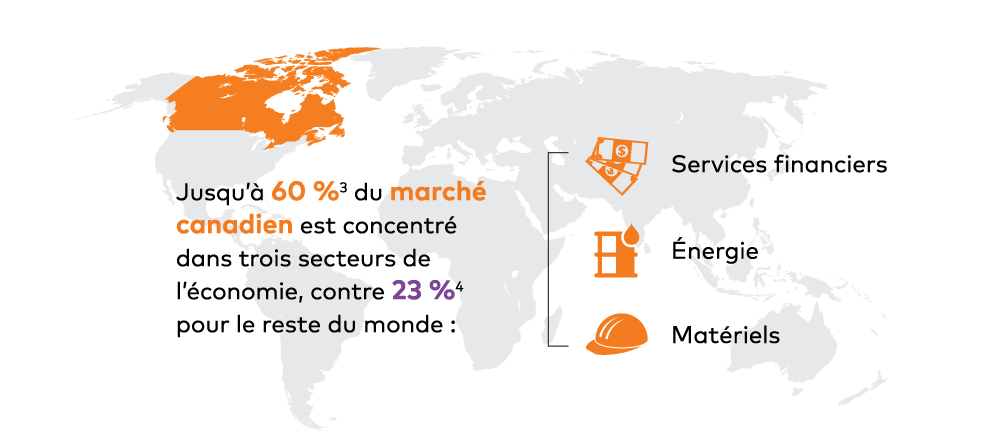 Jusqu'à 60 %³ du marché
canadien est concentré
dans trois secteurs de
l'économie, contre 23 %⁴
pour le reste du monde :
Services financiers
Énergie
Matériels